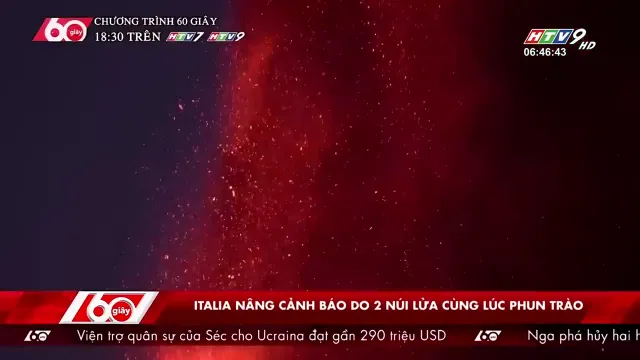 60 giây
CHƯƠNG TRÌNH 60 GIÂY
18:30 TRÊN HTV7 HTV9
HTV9 HD
06:46:43
60 giây
ITALIA NÂNG CẢNH BÁO DO 2 NÚI LỬA CÙNG LÚC PHUN TRÀO
60 Viện trợ quân sự của Séc cho Ucraina đạt gần 290 triệu USD 60 Nga phá hủy hai